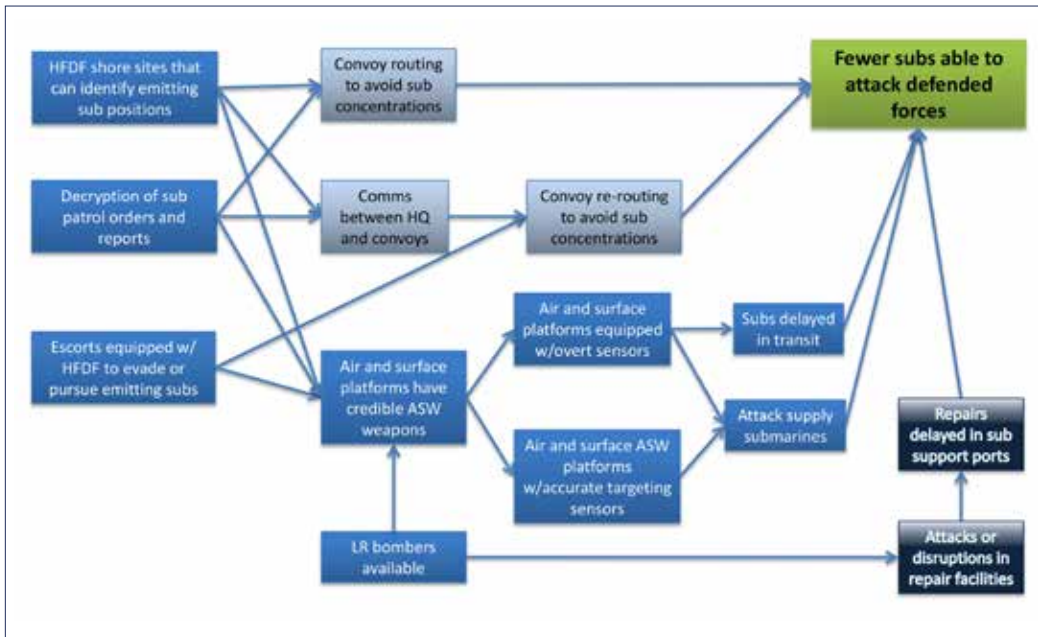 HFDF shore sites that
can identify emitting
sub positions
Convoy routing
to avoid sub
concentrations
Fewer subs able to
attack defended
forces
Decryption of sub
patrol orders and
reports
Comms
between HQ
and convoys
Convoy re-routing
to avoid sub
concentrations
Escorts equipped w/
HFDF to evade or
pursue emitting subs
Air and surface
platforms have
credible ASW
weapons
Air and surface
platforms equipped
w/overt sensors
Subs delayed
in transit
Attack supply
submarines
Air and surface ASW
platforms
w/accurate targeting
sensors
Repairs
delayed in sub
support ports
LR bombers
available
Attacks or
disruptions in
repair facilities